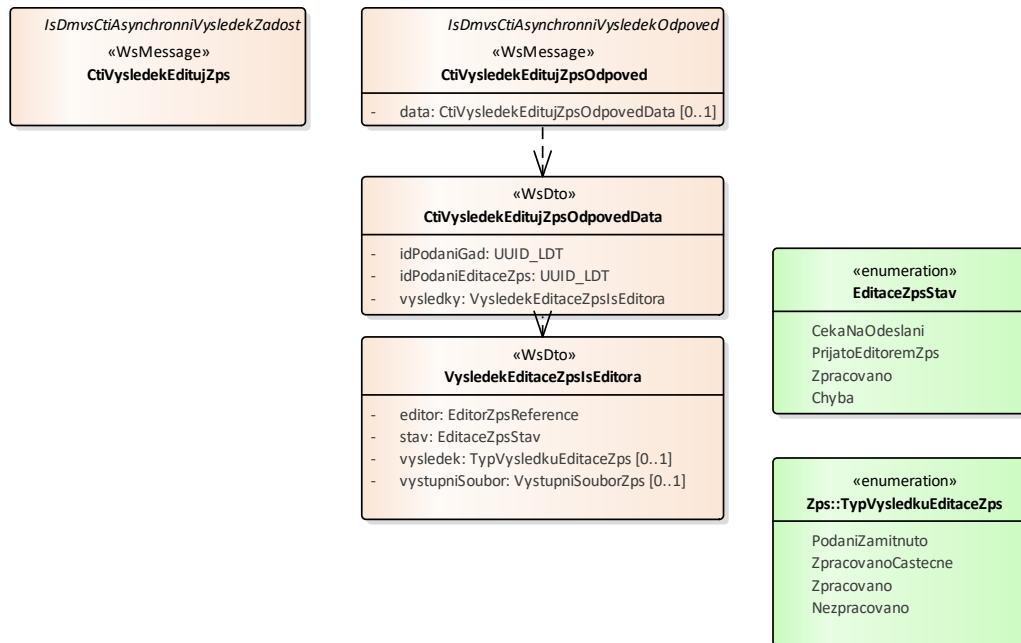 IsDmvsCtiAsynchronniVysledekZadost
«WsMessage»
CtiVysledekEditujZps
IsDmvsCtiAsynchronniVysledekOdpoved
«WsMessage»
CtiVysledekEditujZpsOdpoved
- data: CtiVysledekEditujZpsOdpovedData [0..1]
«WsDto»
CtiVysledekEditujZpsOdpovedData
- idPodaniGad: UUID_LDT
- idPodaniEditaceZps: UUID_LDT
- vysledky: VysledekEditaceZpsIsEditora
«WsDto»
VysledekEditaceZpsIsEditora
- editor: EditorZpsReference
- stav: EditaceZpsStav
- vysledek: TypVysledkuEditaceZps [0..1]
- vystupniSoubor: VystupniSouborZps [0..1]
«enumeration»
EditaceZpsStav
CekaNaOdeslani
PrijatoEditoremZps
Zpracovano
Chyba
«enumeration»
Zps::TypVysledkuEditaceZps
PodaniZamitnuto
ZpracovanoCastecne
Zpracovano
Nezpracovano